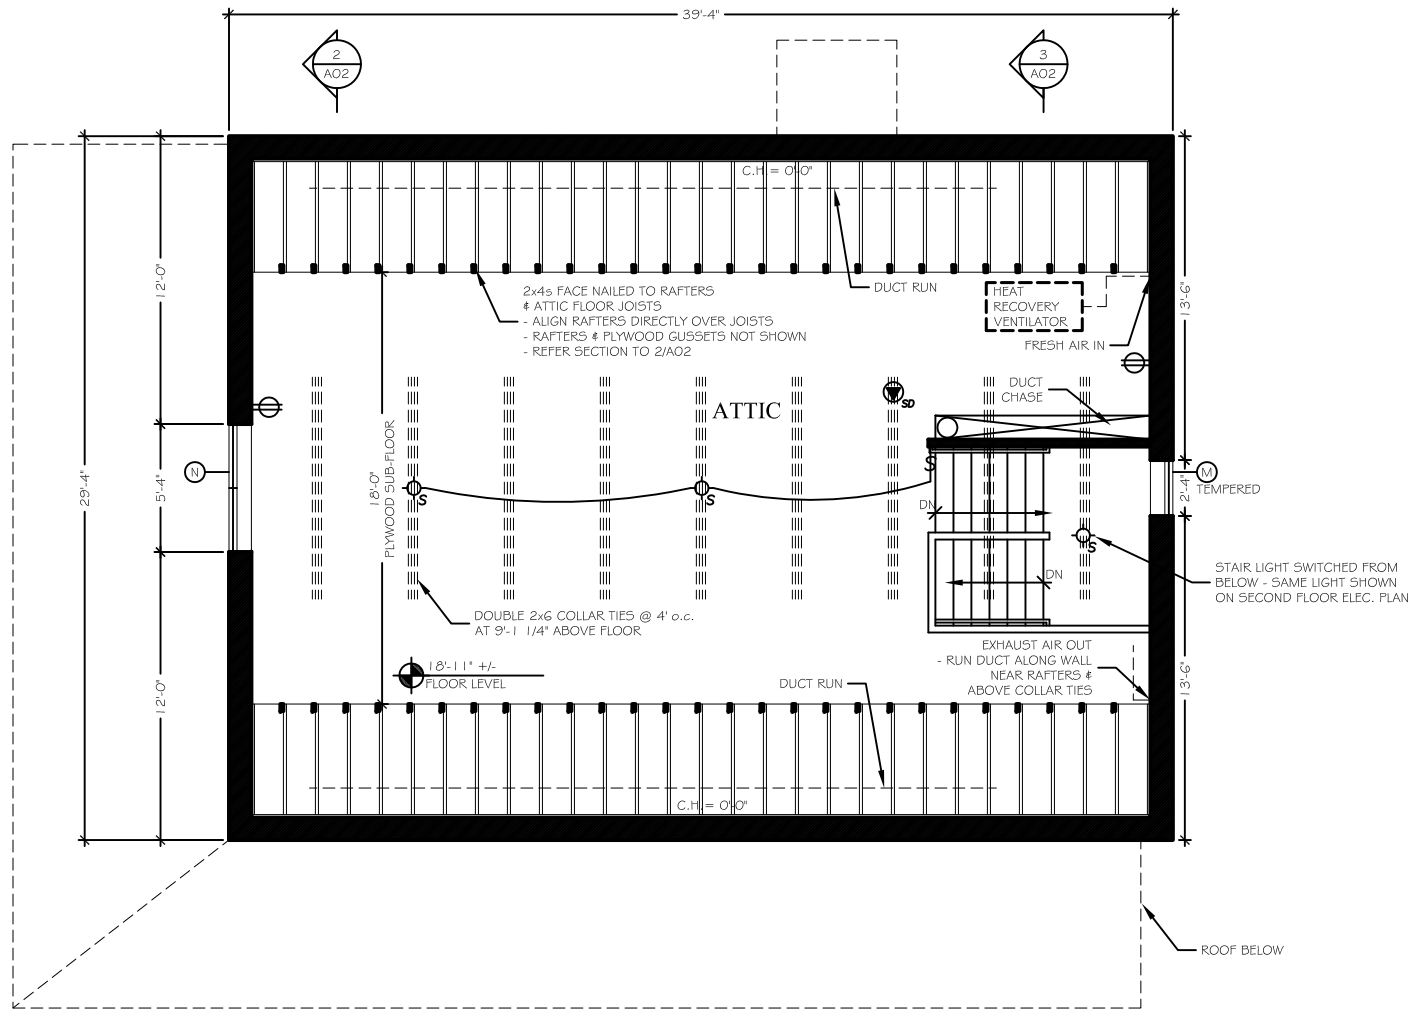 39'-4"
2
A02
3
A02
C.H.= 0'-0"
DUCT RUN
2x4s FACE NAILED TO RAFTERS
& ATTIC FLOOR JOISTS
- ALIGN RAFTERS DIRECTLY OVER JOISTS
- RAFTERS & PLYWOOD GUSSETS NOT SHOWN
- REFER SECTION TO 2/A02
HEAT
RECOVERY
VENTILATOR
FRESH AIR IN
12'-0"
13'-6"
DUCT
CHASE
ATTIC
SD
29'-4"
5'-4"
18'-0"
PLYWOOD SUB-FLOOR
N
S
S
S
M
TEMPERED
2'-4"
DN
S
DN
STAIR LIGHT SWITCHED FROM
BELOW - SAME LIGHT SHOWN
ON SECOND FLOOR ELEC. PLAN
DOUBLE 2x6 COLLAR TIES @ 4' o.c.
AT 9'-1 1/4" ABOVE FLOOR
EXHAUST AIR OUT
- RUN DUCT ALONG WALL
NEAR RAFTERS &
ABOVE COLLAR TIES
18'-11" +/-
FLOOR LEVEL
DUCT RUN
12'-0"
13'-6"
C.H.= 0'-0"
ROOF BELOW